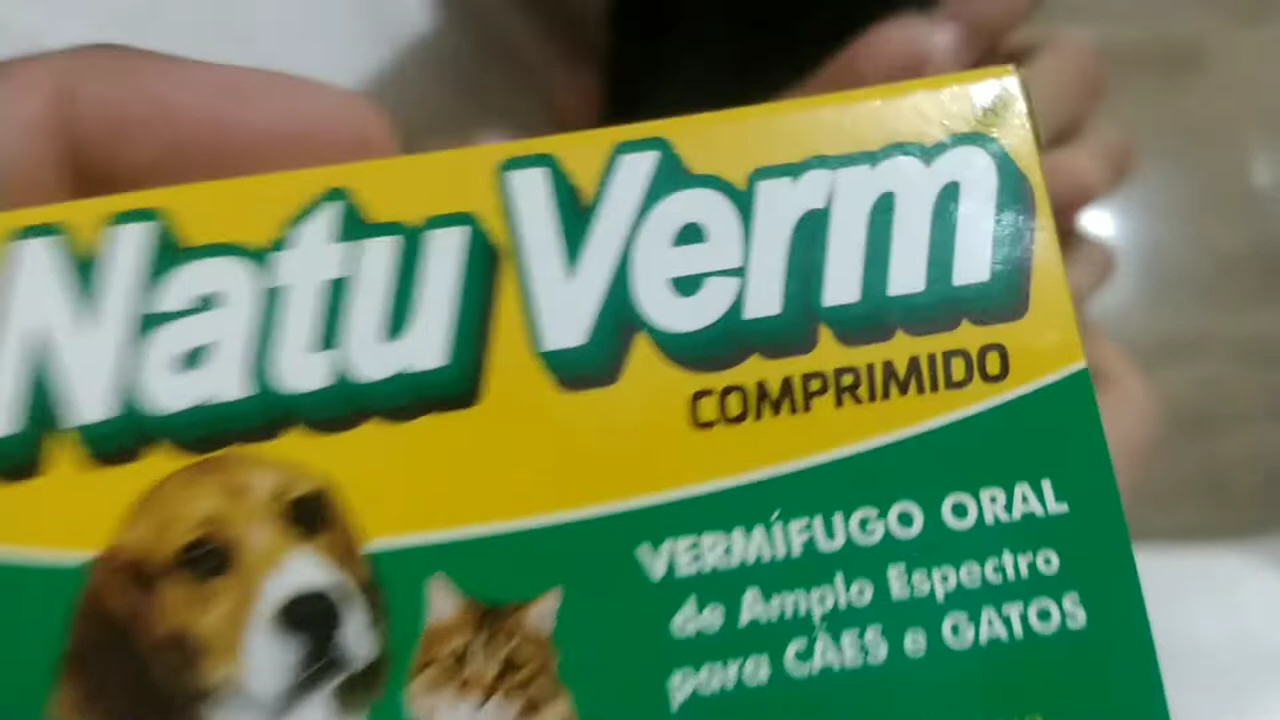 Natu Verm
COMPRIMIDO
VERMÍFUGO ORAL
de Amplo Espectro
para CÃES e GATOS